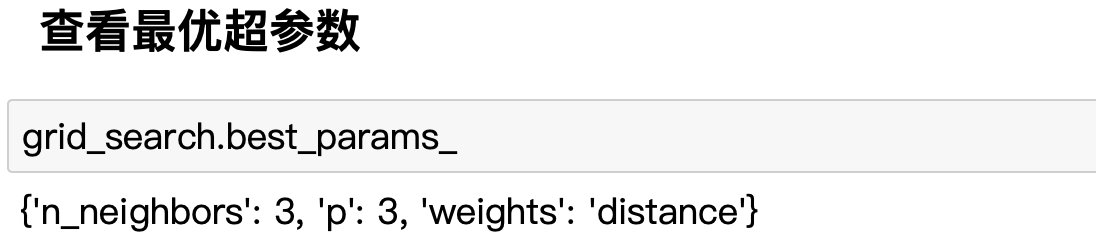 查看最优超参数
grid_search.best_params_
{'n_neighbors': 3, 'p': 3, 'weights': 'distance'}